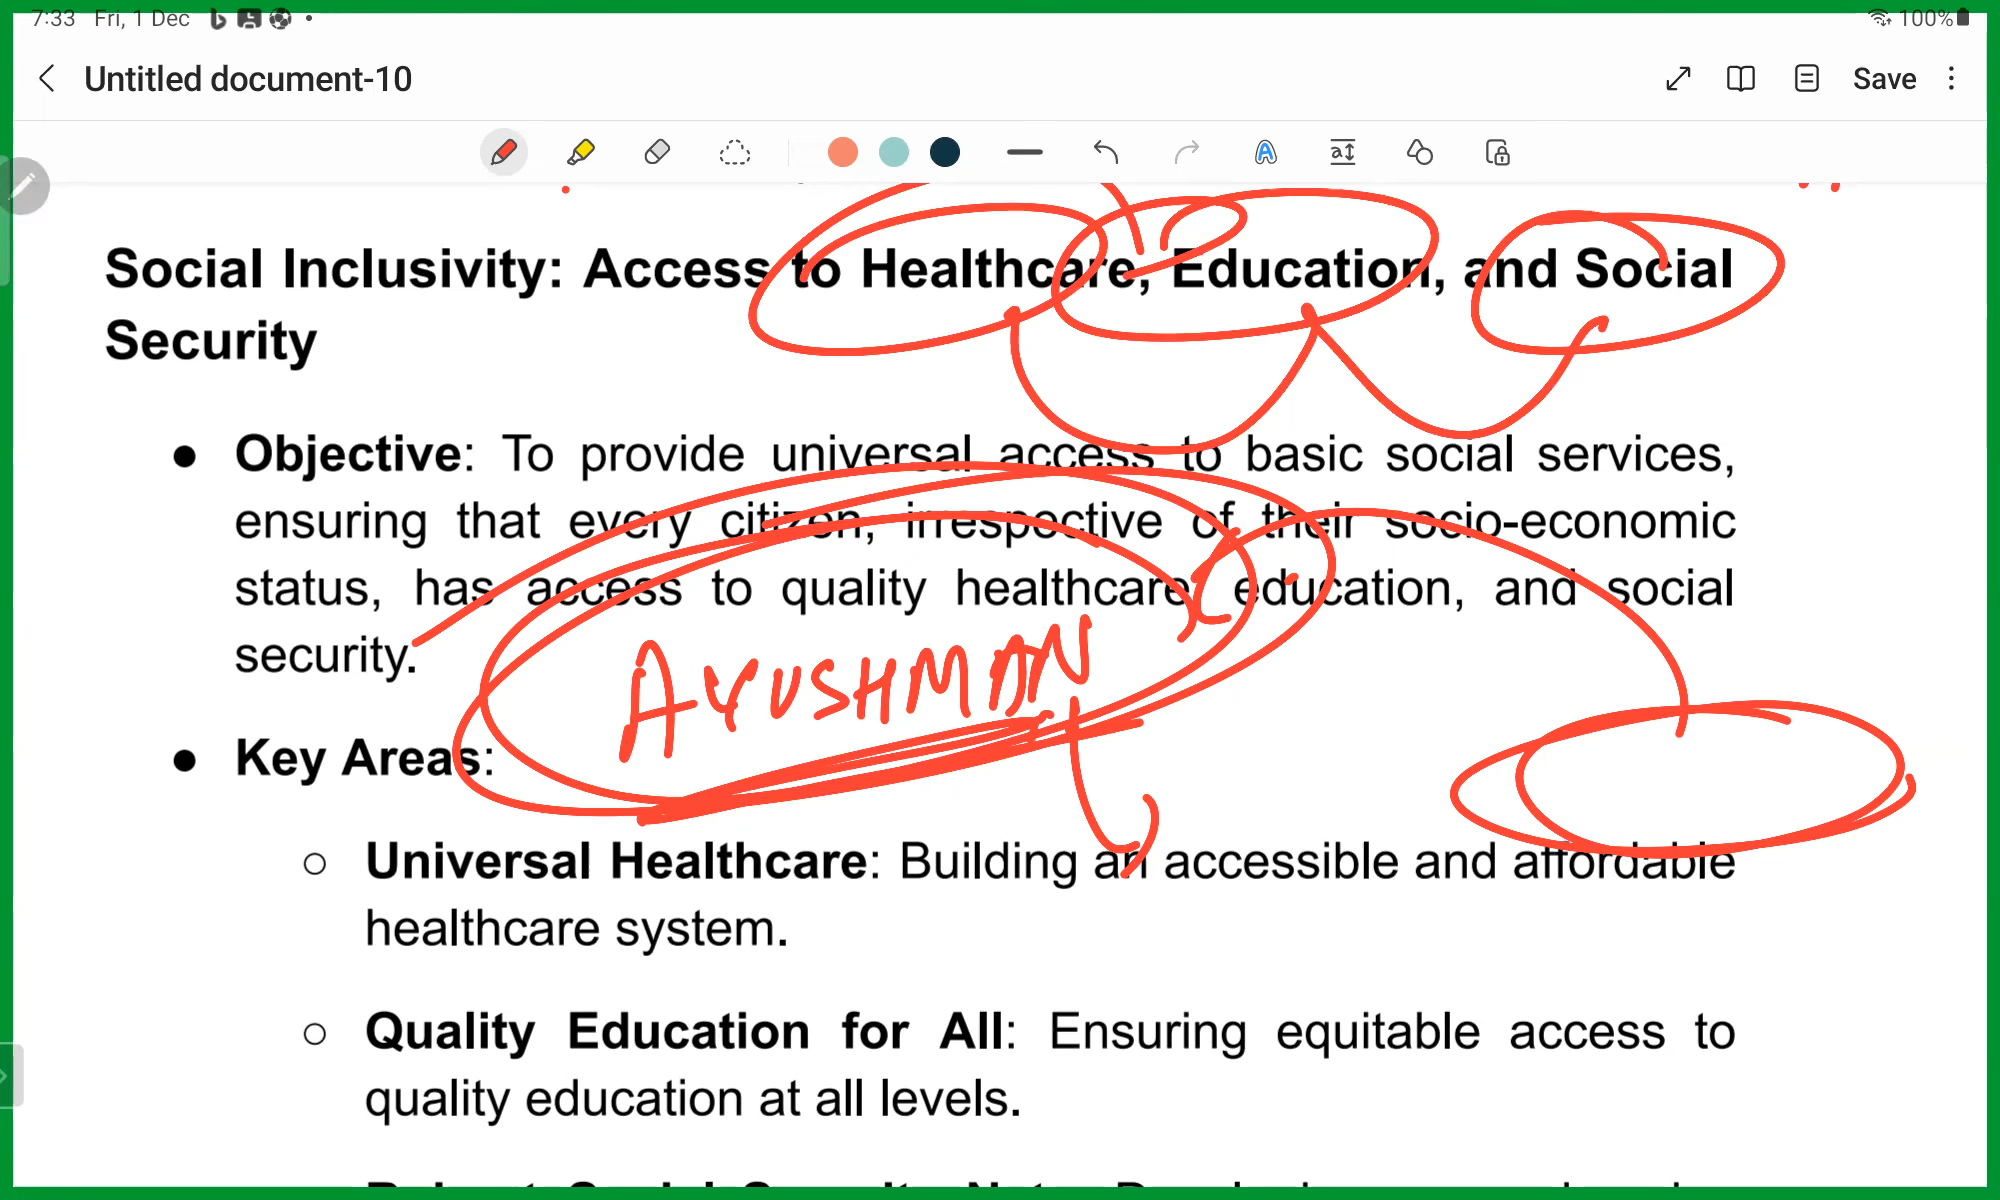 7:33 Fri, 1 Dec
100%
Untitled document-10
Save
Social Inclusivity: Access to Healthcare, Education, and Social
Security
● Objective: To provide universal access to basic social services,
ensuring that every citizen, irrespective of their socio-economic
status, has access to quality healthcare, education, and social
security.
AYUSHMAN
● Key Areas:
○ Universal Healthcare: Building an accessible and affordable
healthcare system.
○ Quality Education for All: Ensuring equitable access to
quality education at all levels.